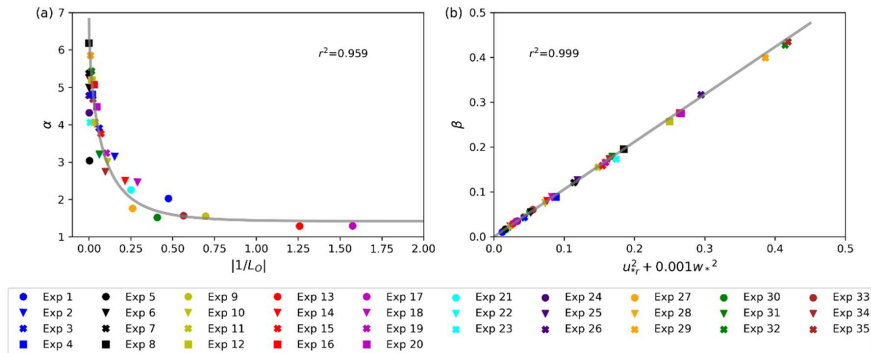 (a)
(b)
7
6
5
4
3
2
1
α
r²=0.959
0.00 0.25 0.50 0.75 1.00 1.25 1.50 1.75 2.00
|1/L_O|
0.5
0.4
0.3
0.2
0.1
0.0
β
r²=0.999
0.0 0.1 0.2 0.3 0.4 0.5
u²_{*r} + 0.001w_*²
Exp 1 Exp 5 Exp 9 Exp 13 Exp 17 Exp 21 Exp 24 Exp 27 Exp 30 Exp 33
Exp 2 Exp 6 Exp 10 Exp 14 Exp 18 Exp 22 Exp 25 Exp 28 Exp 31 Exp 34
Exp 3 Exp 7 Exp 11 Exp 15 Exp 19 Exp 23 Exp 26 Exp 29 Exp 32 Exp 35
Exp 4 Exp 8 Exp 12 Exp 16 Exp 20